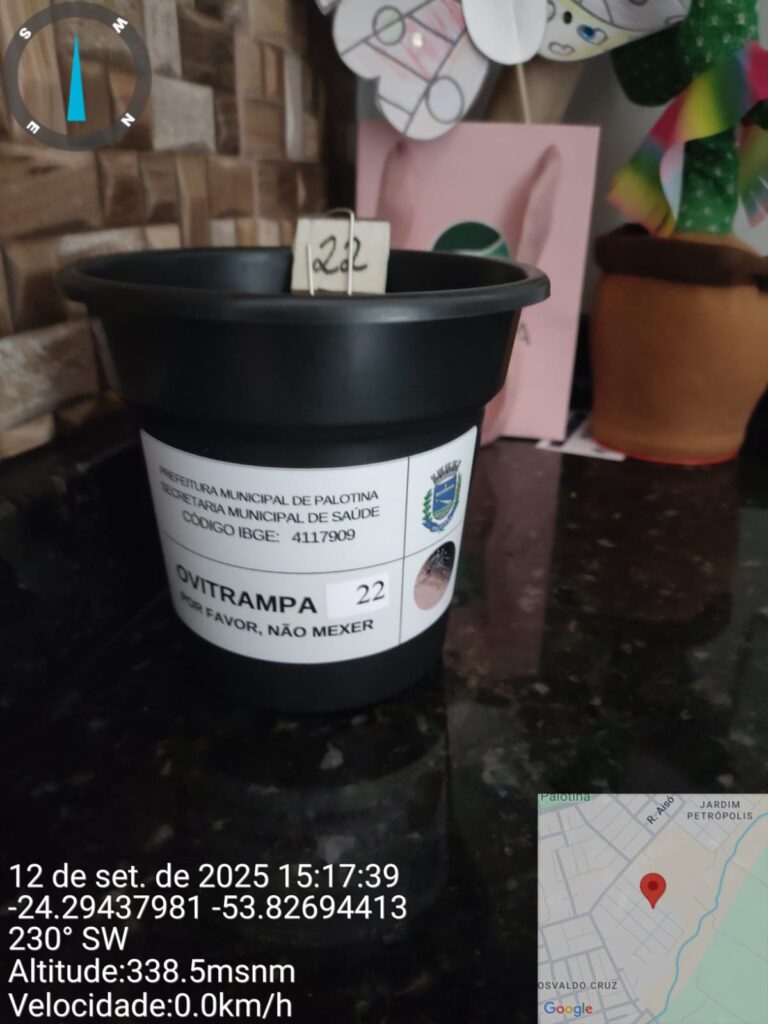 S W
E N
22
PREFEITURA MUNICIPAL DE PALOTINA
SECRETARIA MUNICIPAL DE SAÚDE
CÓDIGO IBGE: 4117909
OVITRAMPA 22
POR FAVOR, NÃO MEXER
Palotina
R. Aisó
JARDIM
PETRÓPOLIS
OSVALDO CRUZ
Google
12 de set. de 2025 15:17:39
-24.29437981 -53.82694413
230° SW
Altitude:338.5msnm
Velocidade:0.0km/h